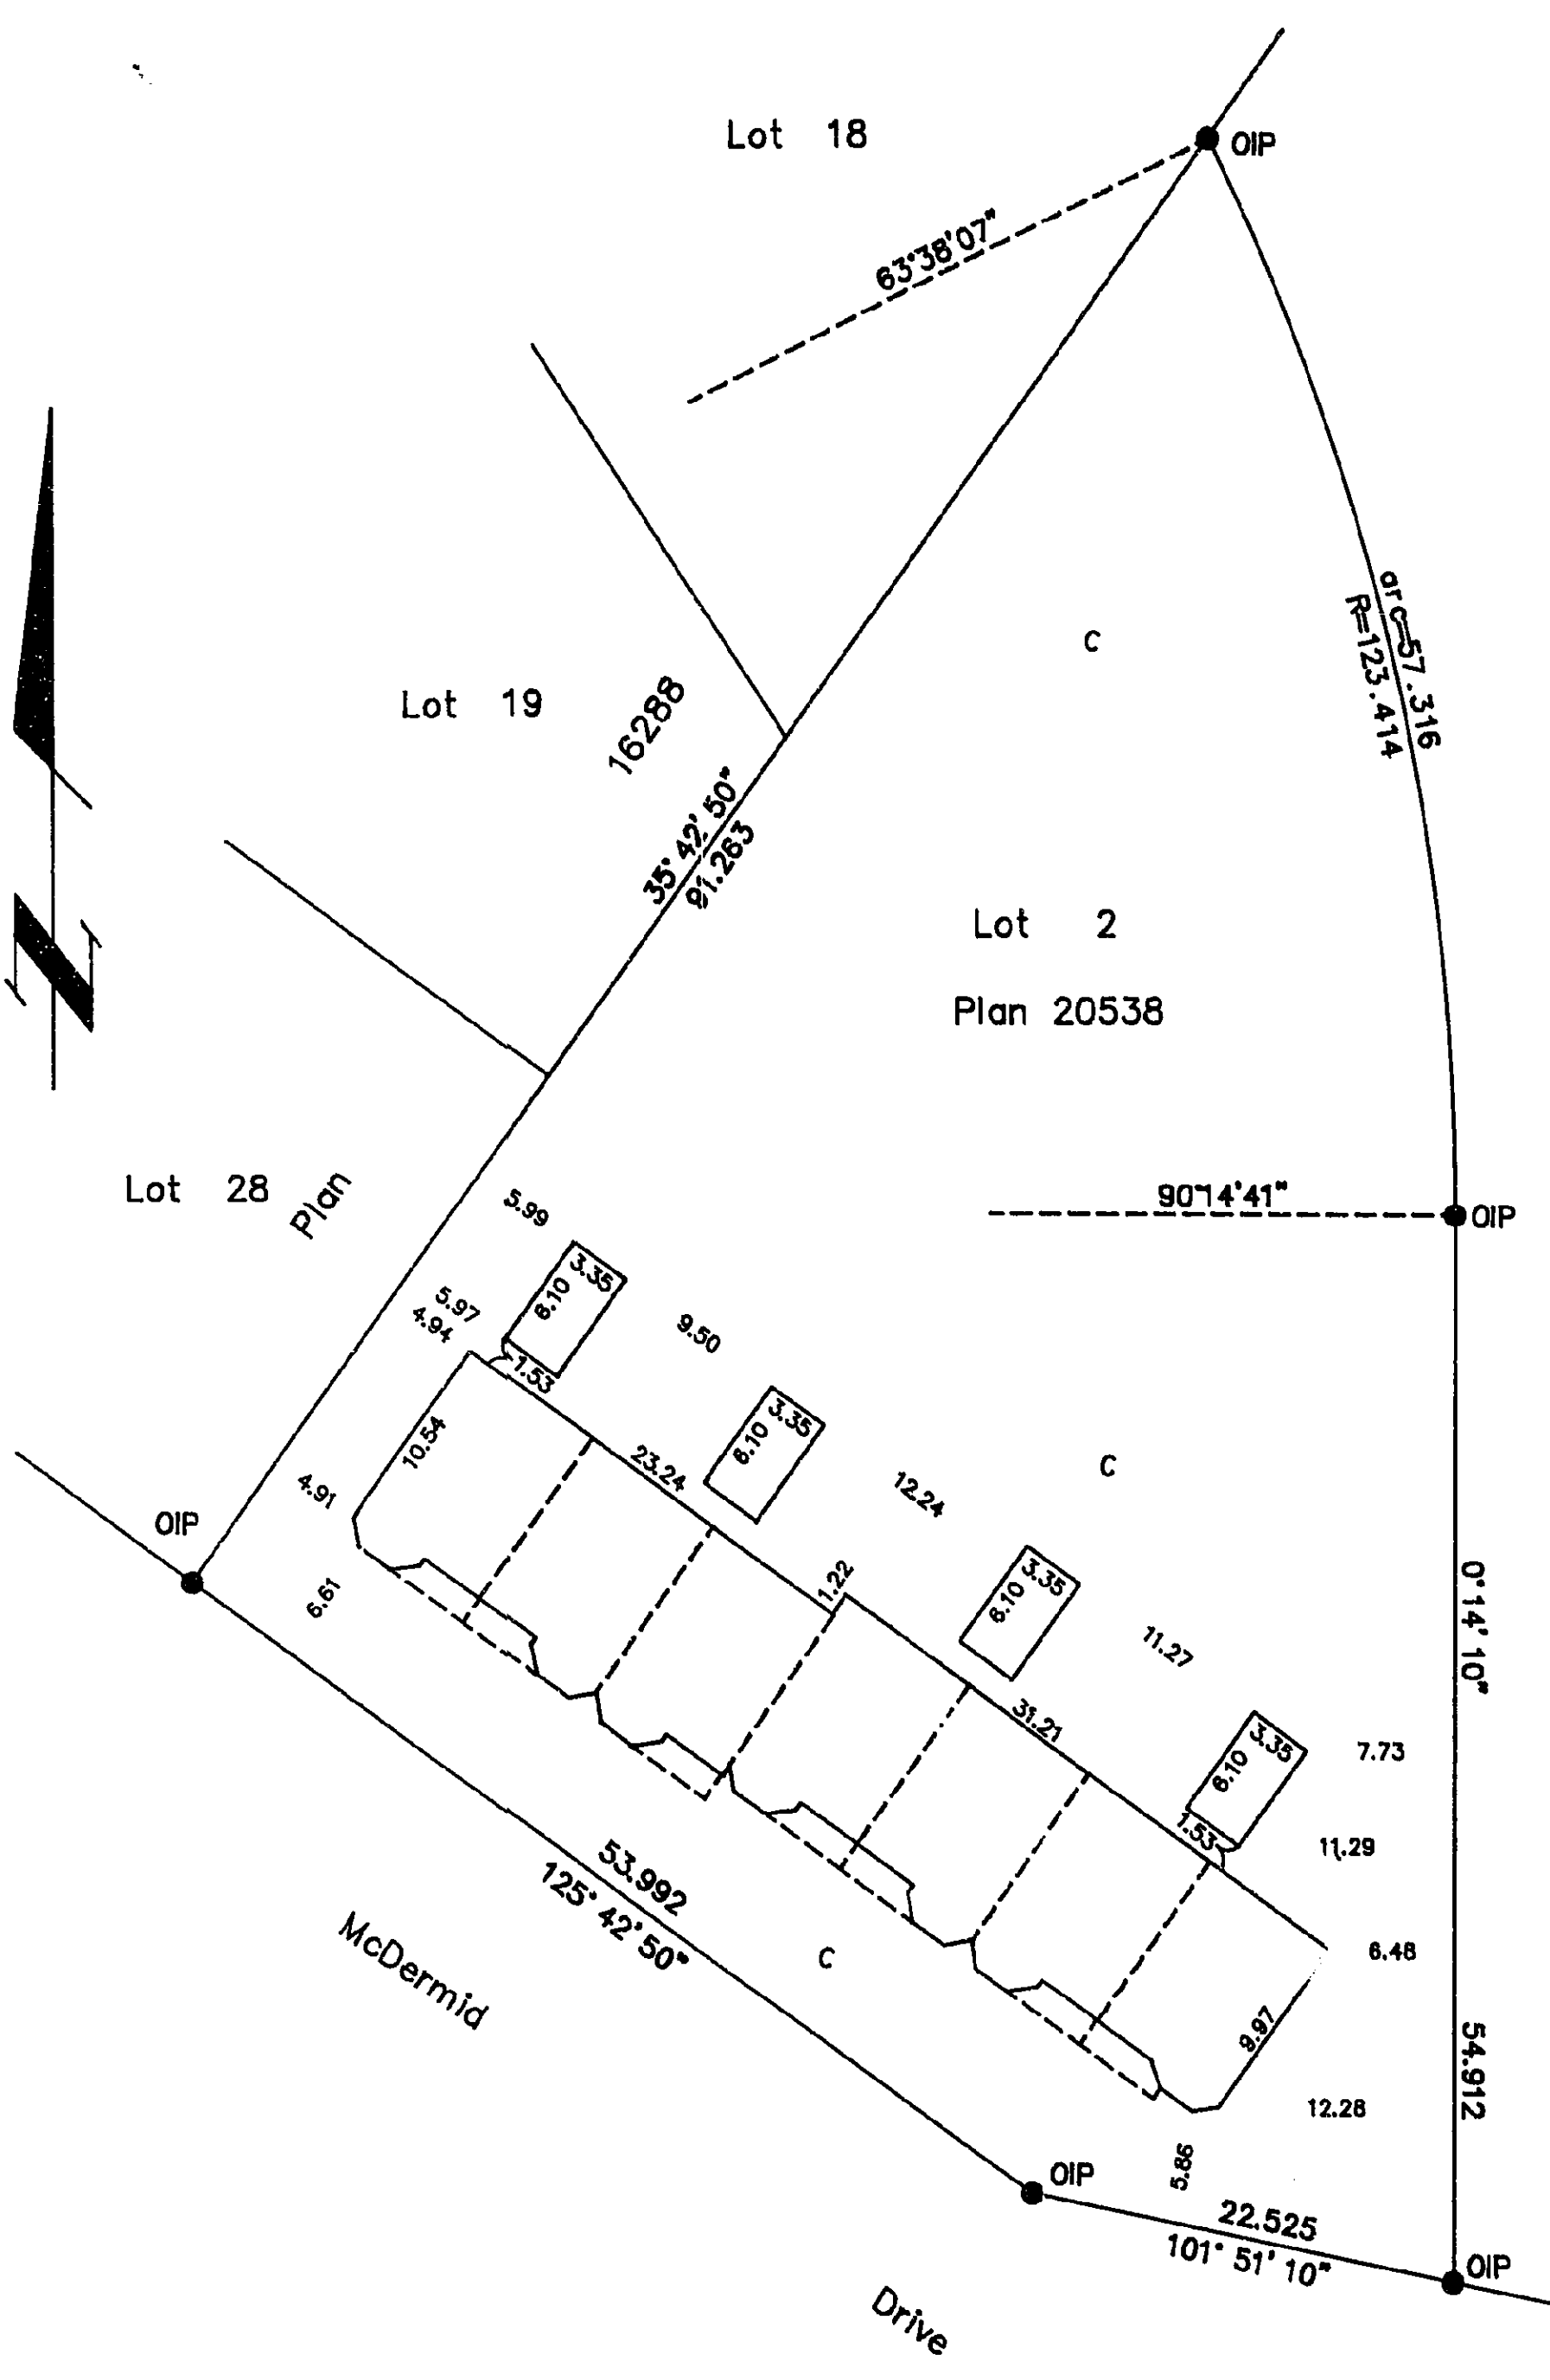 Lot 18
OIP
63°38'07"
arc=57.316
R=123.414
C
Lot 19
16288
35° 42' 50"
91.263
Lot 2
Plan 20538
Lot 28
Plan
90°14'41"
OIP
5.99
3.35
6.10
5.97
4.94
1.53
9.50
3.35
6.10
10.54
23.24
12.24
C
4.91
OIP
6.61
1.22
3.35
6.10
11.27
0° 14' 10"
31.21
3.35
6.10
7.73
1.53
11.29
53.992
125° 42' 50"
C
6.48
McDermid
9.97
54.912
12.28
5.86
OIP
22.525
101° 51' 10"
OIP
Drive